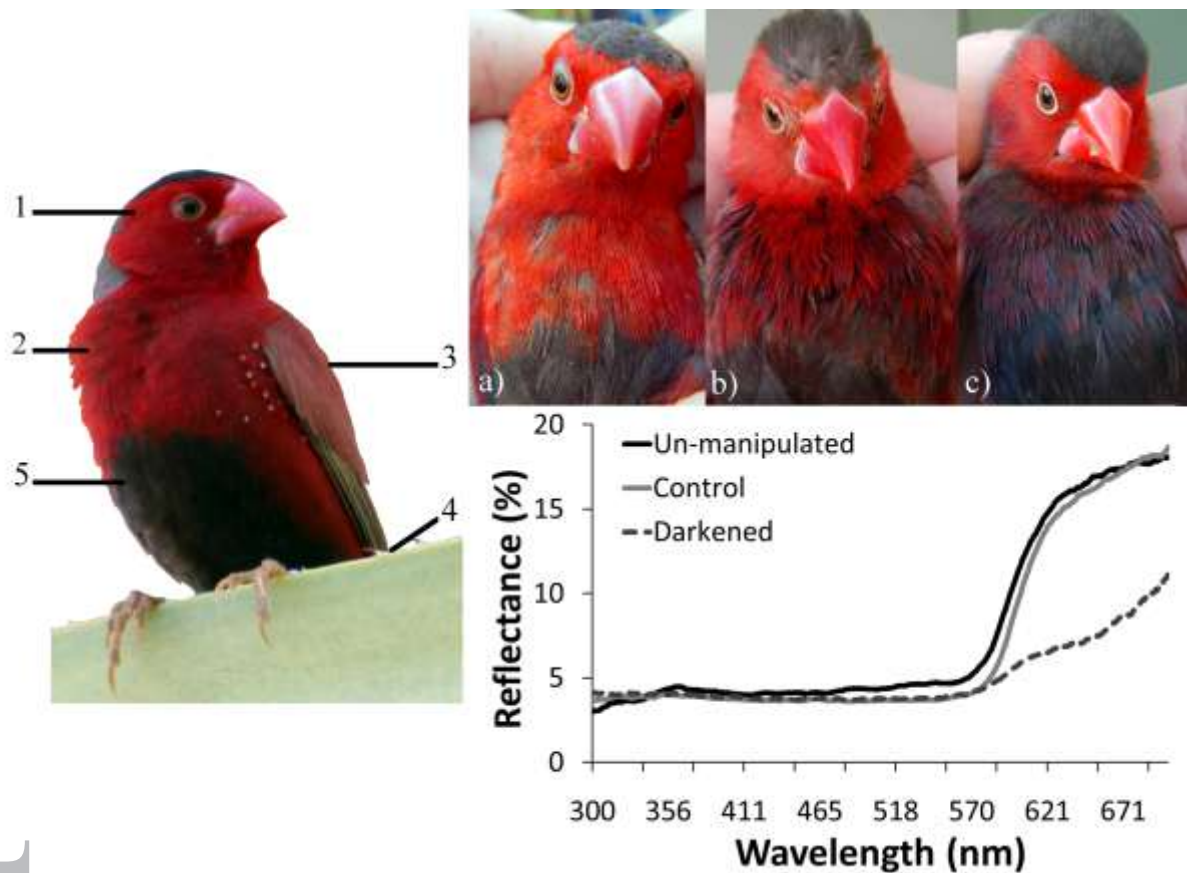 1
2
3
4
5
a)
b)
c)
20
15
10
5
0
Reflectance (%)
Un-manipulated
Control
Darkened
300 356 411 465 518 570 621 671
Wavelength (nm)